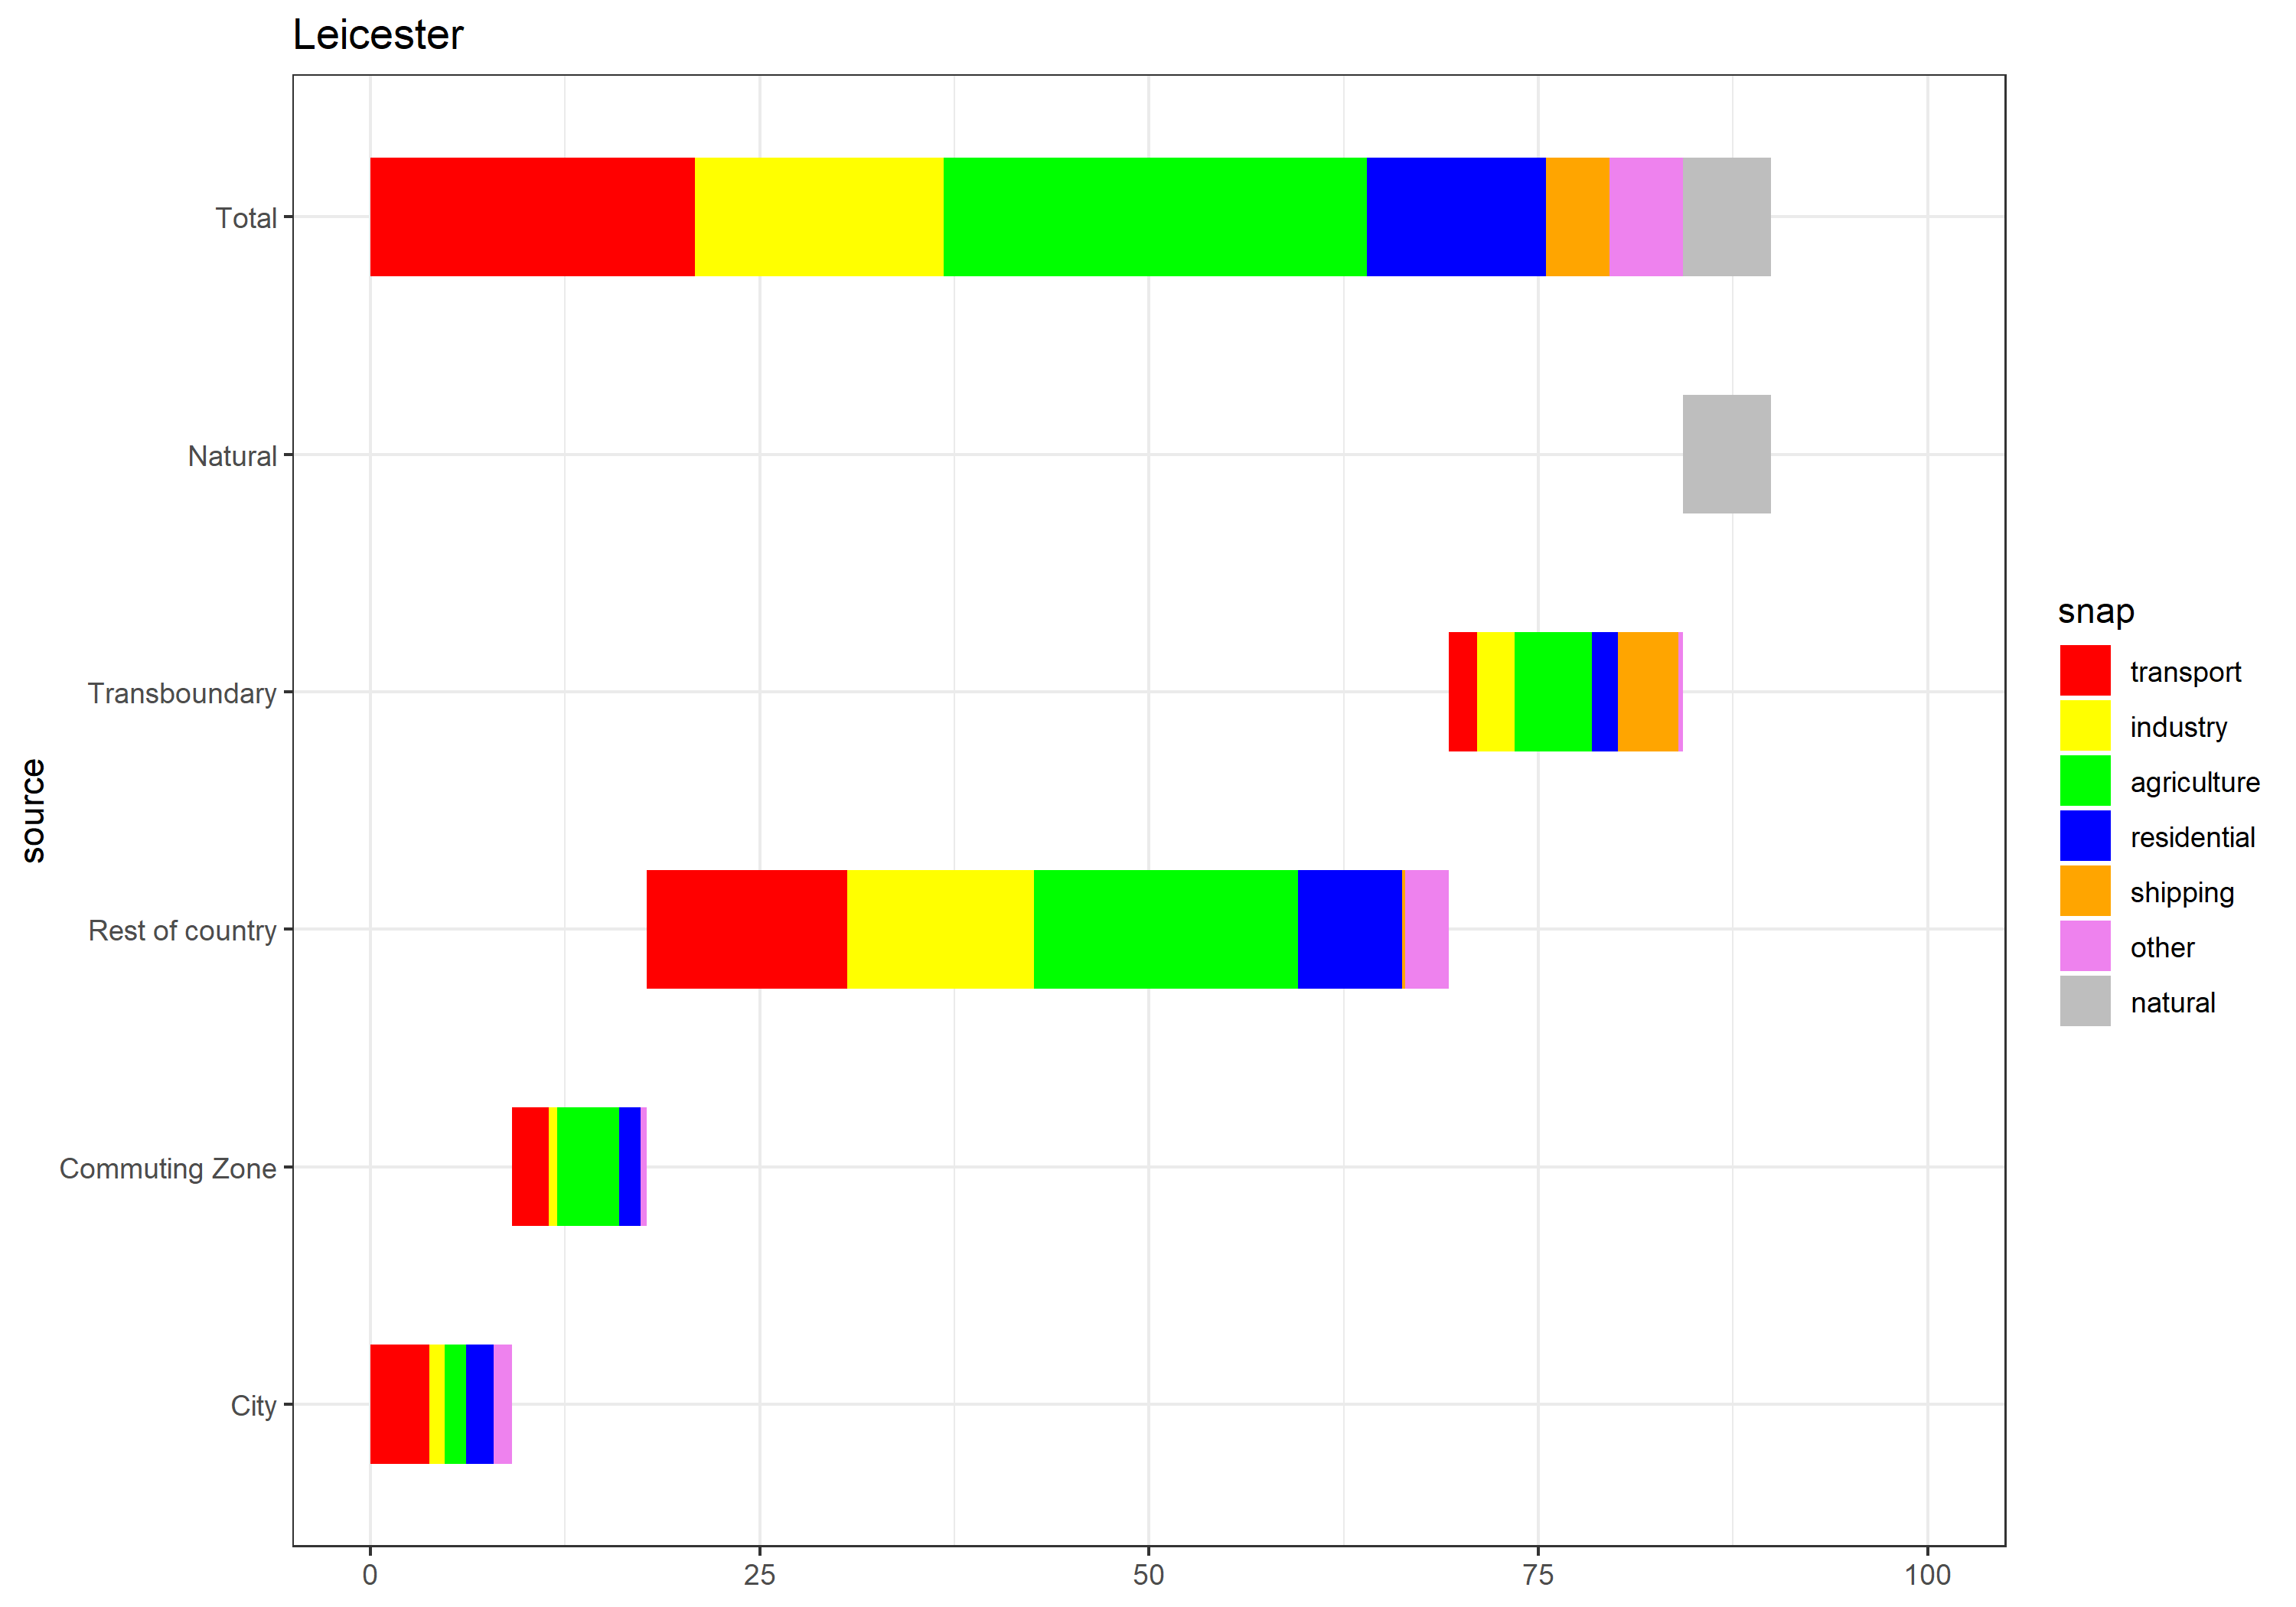 Leicester
Total
Natural
Transboundary
Rest of country
Commuting Zone
City
source
0 25 50 75 100
snap
transport
industry
agriculture
residential
shipping
other
natural